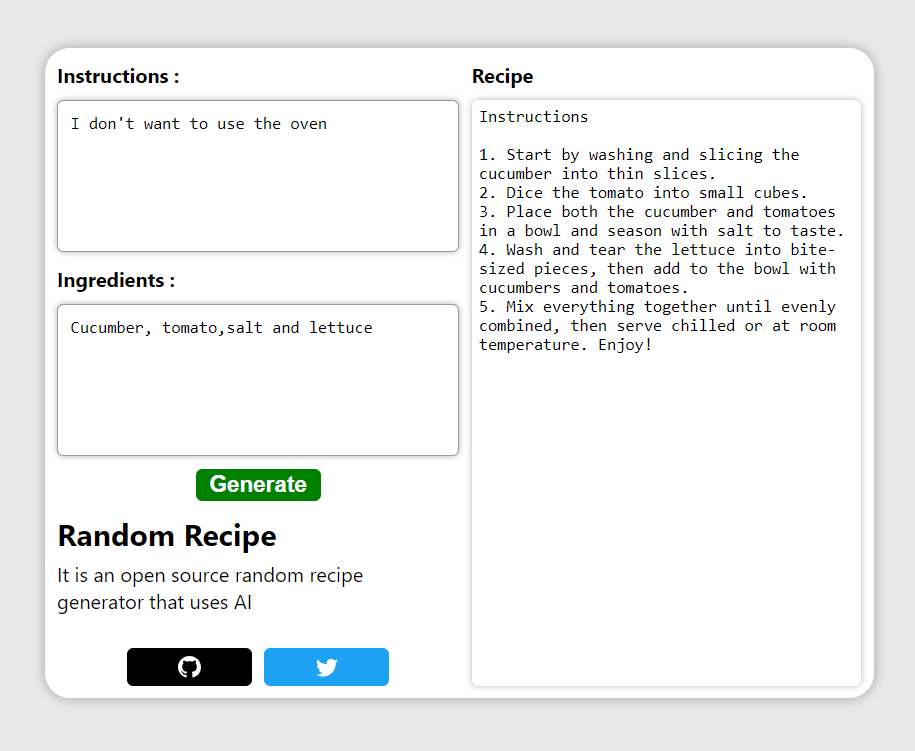 Instructions :
I don't want to use the oven
Ingredients :
Cucumber, tomato,salt and lettuce
Generate
Random Recipe
It is an open source random recipe
generator that uses AI
Recipe
Instructions
1. Start by washing and slicing the
cucumber into thin slices.
2. Dice the tomato into small cubes.
3. Place both the cucumber and tomatoes
in a bowl and season with salt to taste.
4. Wash and tear the lettuce into bite-
sized pieces, then add to the bowl with
cucumbers and tomatoes.
5. Mix everything together until evenly
combined, then serve chilled or at room
temperature. Enjoy!